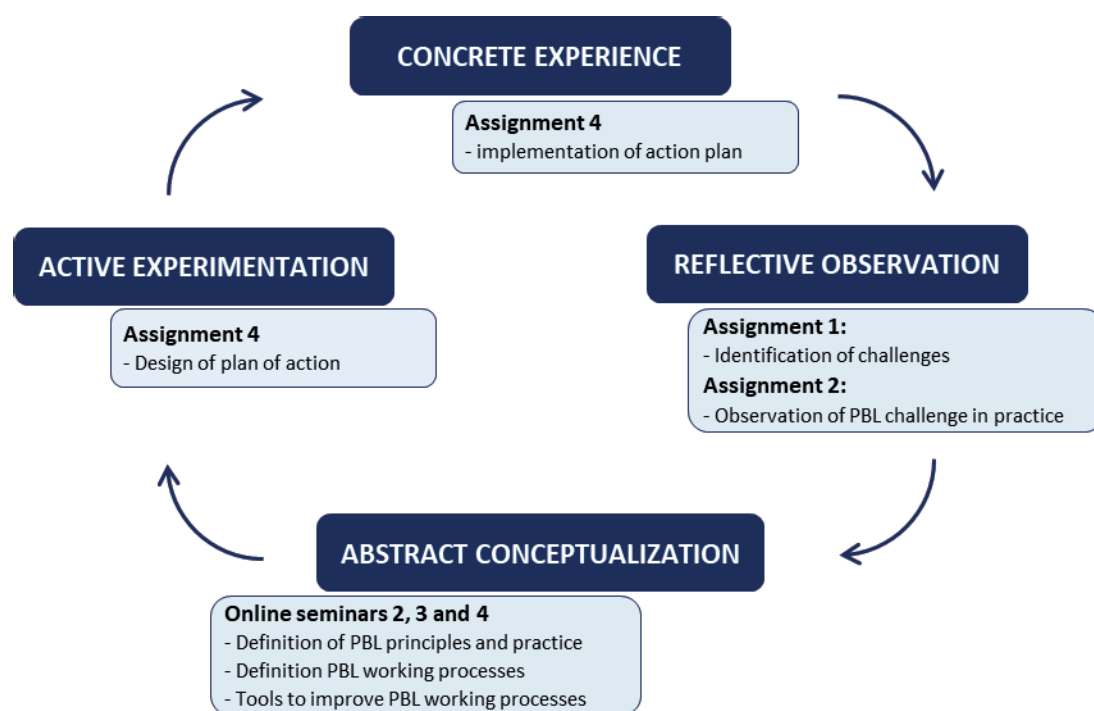 CONCRETE EXPERIENCE
Assignment 4
- implementation of action plan
ACTIVE EXPERIMENTATION
Assignment 4
- Design of plan of action
REFLECTIVE OBSERVATION
Assignment 1:
- Identification of challenges
Assignment 2:
- Observation of PBL challenge in practice
ABSTRACT CONCEPTUALIZATION
Online seminars 2, 3 and 4
- Definition of PBL principles and practice
- Definition PBL working processes
- Tools to improve PBL working processes